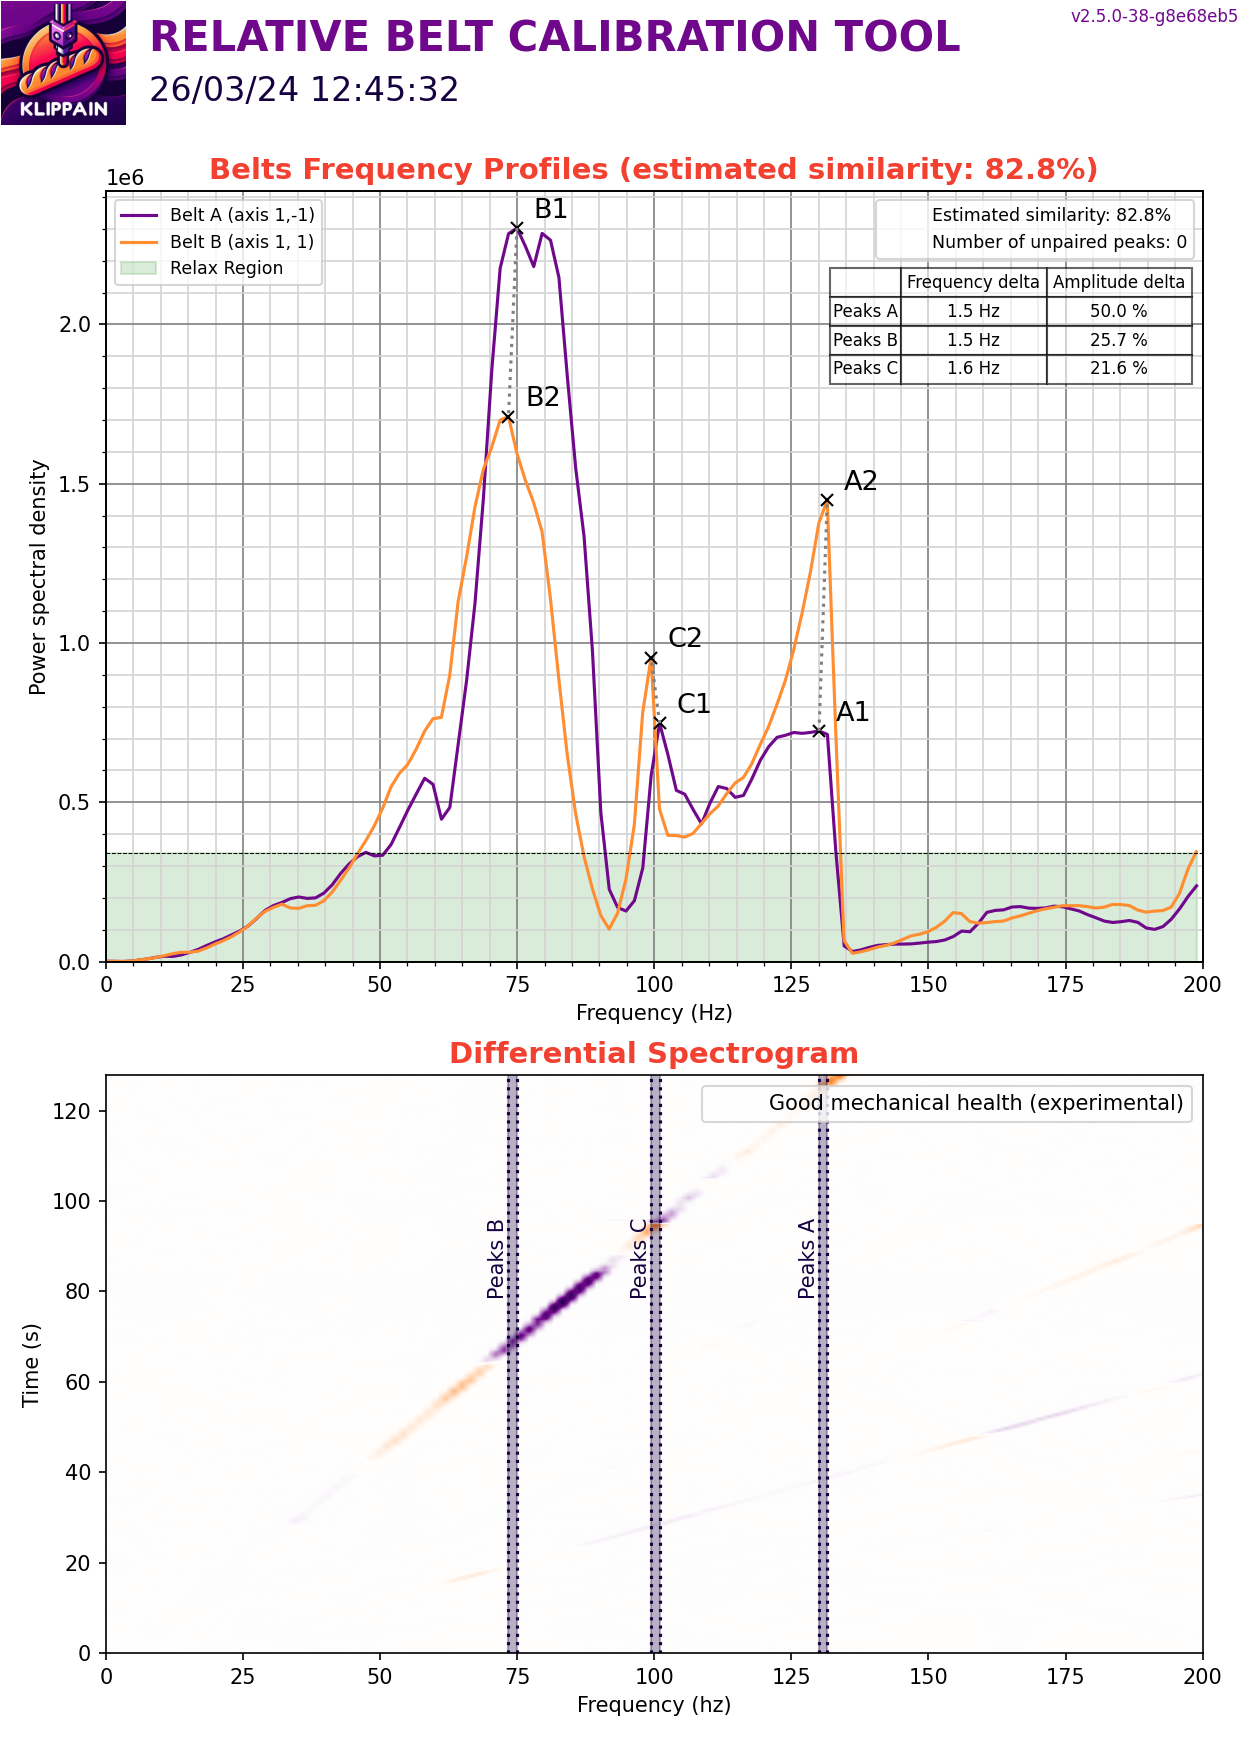 RELATIVE BELT CALIBRATION TOOL
v2.5.0-38-g8e68eb5
26/03/24 12:45:32
KLIPPAIN
Belts Frequency Profiles (estimated similarity: 82.8%)
1e6
Belt A (axis 1,-1)
Belt B (axis 1, 1)
Relax Region
Estimated similarity: 82.8%
Number of unpaired peaks: 0
Frequency delta Amplitude delta
Peaks A 1.5 Hz 50.0 %
Peaks B 1.5 Hz 25.7 %
Peaks C 1.6 Hz 21.6 %
B1
B2
A2
C2
C1
A1
Power spectral density
2.0
1.5
1.0
0.5
0.0
0 25 50 75 100 125 150 175 200
Frequency (Hz)
Differential Spectrogram
Good mechanical health (experimental)
Peaks B
Peaks C
Peaks A
Time (s)
120
100
80
60
40
20
0
0 25 50 75 100 125 150 175 200
Frequency (hz)